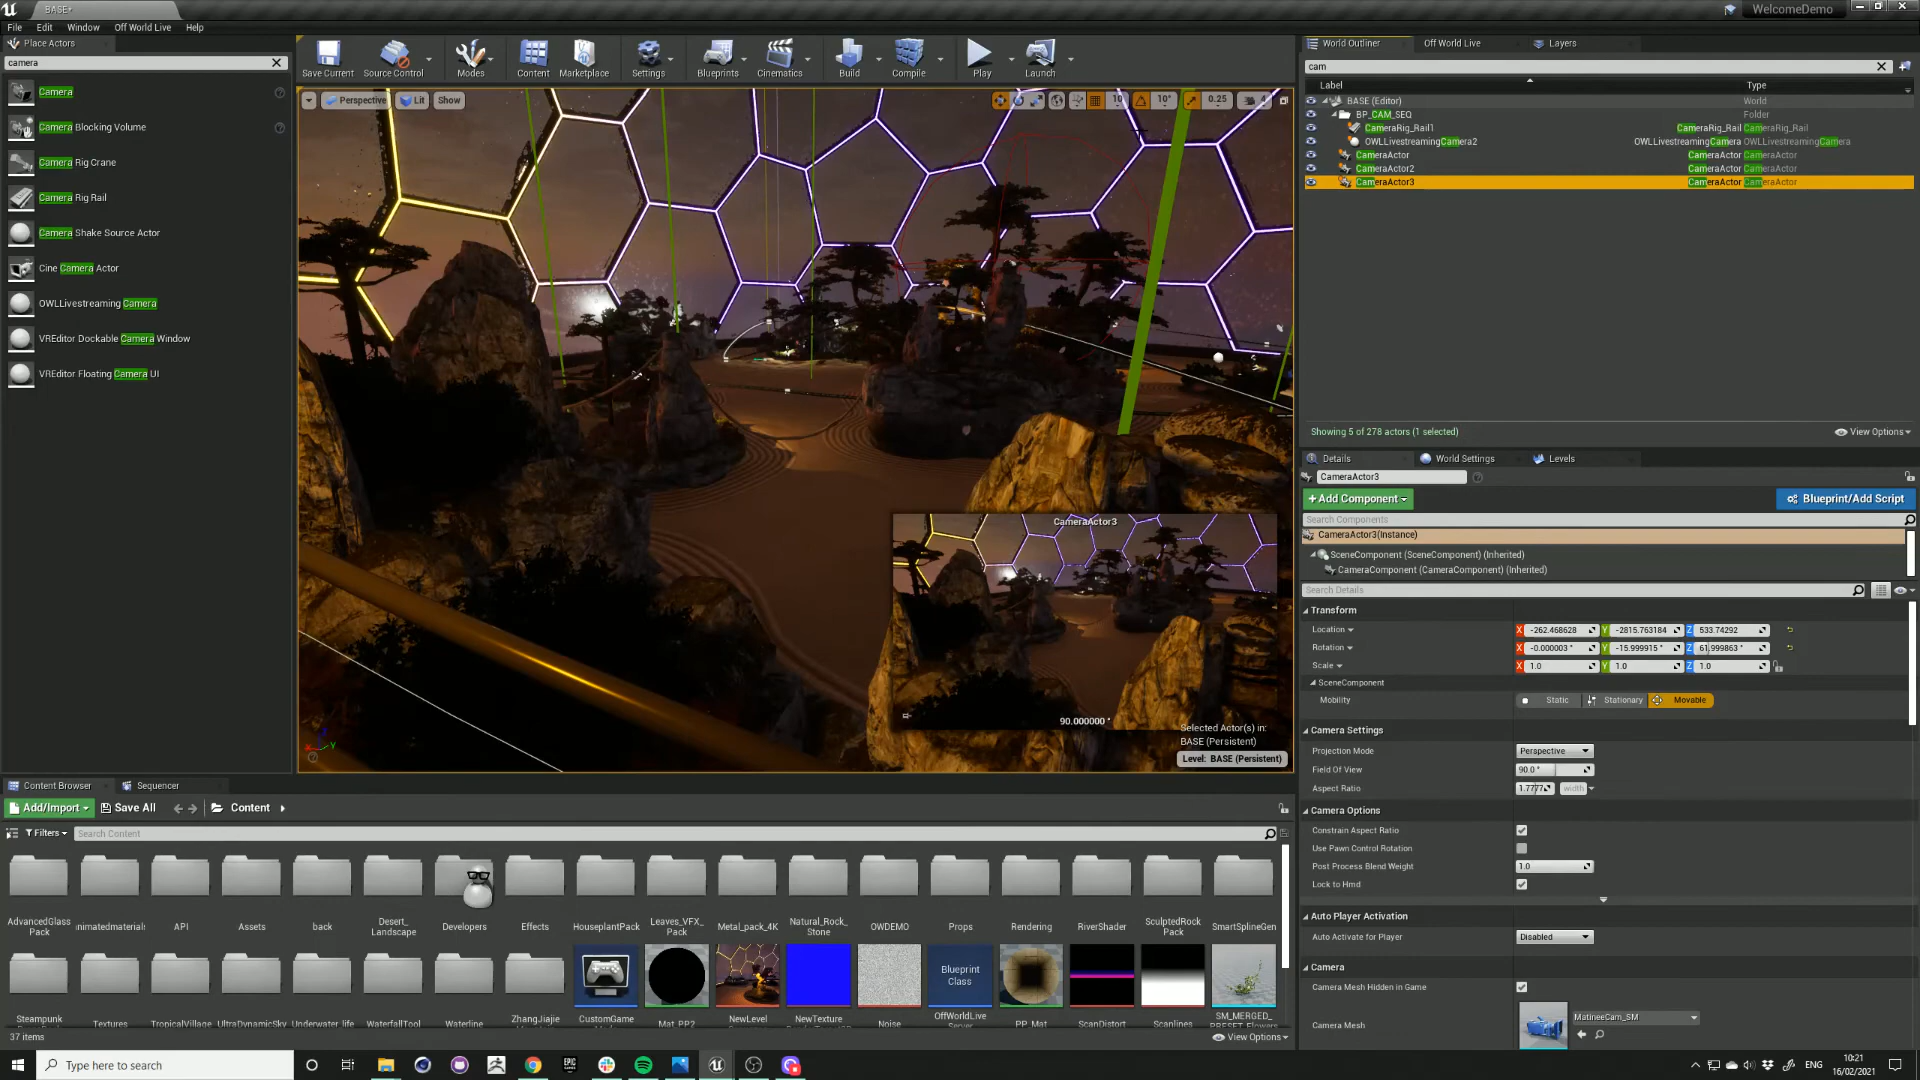 BASE*
WelcomeDemo
File Edit Window Off World Live Help
Place Actors
camera
Camera
Camera Blocking Volume
Camera Rig Crane
Camera Rig Rail
Camera Shake Source Actor
Cine Camera Actor
OWLLivestreaming Camera
VREditor Dockable Camera Window
VREditor Floating Camera UI
Save Current
Source Control
Modes
Content
Marketplace
Settings
Blueprints
Cinematics
Build
Compile
Play
Launch
Perspective Lit Show
10 10° 0.25 4
CameraActor3
90.000000 °
Selected Actor(s) in:
BASE (Persistent)
Level: BASE (Persistent)
World Outliner Off World Live Layers
cam
Label Type
BASE (Editor) World
BP_CAM_SEQ Folder
CameraRig_Rail1 CameraRig_Rail CameraRig_Rail
OWLLivestreamingCamera2 OWLLivestreamingCamera OWLLivestreamingCamera
CameraActor CameraActor CameraActor
CameraActor2 CameraActor CameraActor
CameraActor3 CameraActor CameraActor
Showing 5 of 278 actors (1 selected)
View Options
Details World Settings Levels
CameraActor3
+Add Component
Blueprint/Add Script
Search Components
CameraActor3(Instance)
SceneComponent (SceneComponent) (Inherited)
CameraComponent (CameraComponent) (Inherited)
Search Details
Transform
Location X -262.468628 Y -2815.763184 Z 533.74292
Rotation X -0.000003 ° Y -15.999915 ° Z 61.999863 °
Scale X 1.0 Y 1.0 Z 1.0
SceneComponent
Mobility Static Stationary Movable
Camera Settings
Projection Mode Perspective
Field Of View 90.0 °
Aspect Ratio 1.7777 width
Camera Options
Constrain Aspect Ratio
Use Pawn Control Rotation
Post Process Blend Weight 1.0
Lock to Hmd
Auto Player Activation
Auto Activate for Player Disabled
Camera
Camera Mesh Hidden in Game
Camera Mesh MatineeCam_SM
Content Browser Sequencer
Add/Import Save All Content
Filters Search Content
AdvancedGlass
Pack
API
Assets
back
Desert_
Landscape
Developers
Effects
HouseplantPack
Leaves_VFX_
Pack
Metal_pack_4K
Natural_Rock_
Stone
OWDEMO
Props
Rendering
RiverShader
SculptedRock
Pack
SmartSplineGen
Blueprint
Class
Steampunk
Textures
TropicalVillage
UltraDynamicSky
Underwater_life
WaterfallTool
Waterline
ZhangJiajie
CustomGame
Mat_PP2
NewLevel
NewTexture
Noise
OffWorldLive
PP_Mat
ScanDistort
Scanlines
SM_MERGED_
37 items
View Options
Type here to search
ENG
10:21
16/02/2021